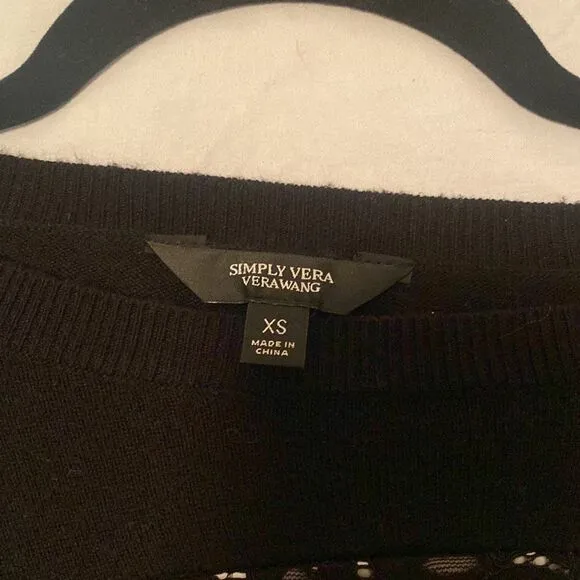 SIMPLY VERA
VERAWANG
XS
MADE IN
CHINA